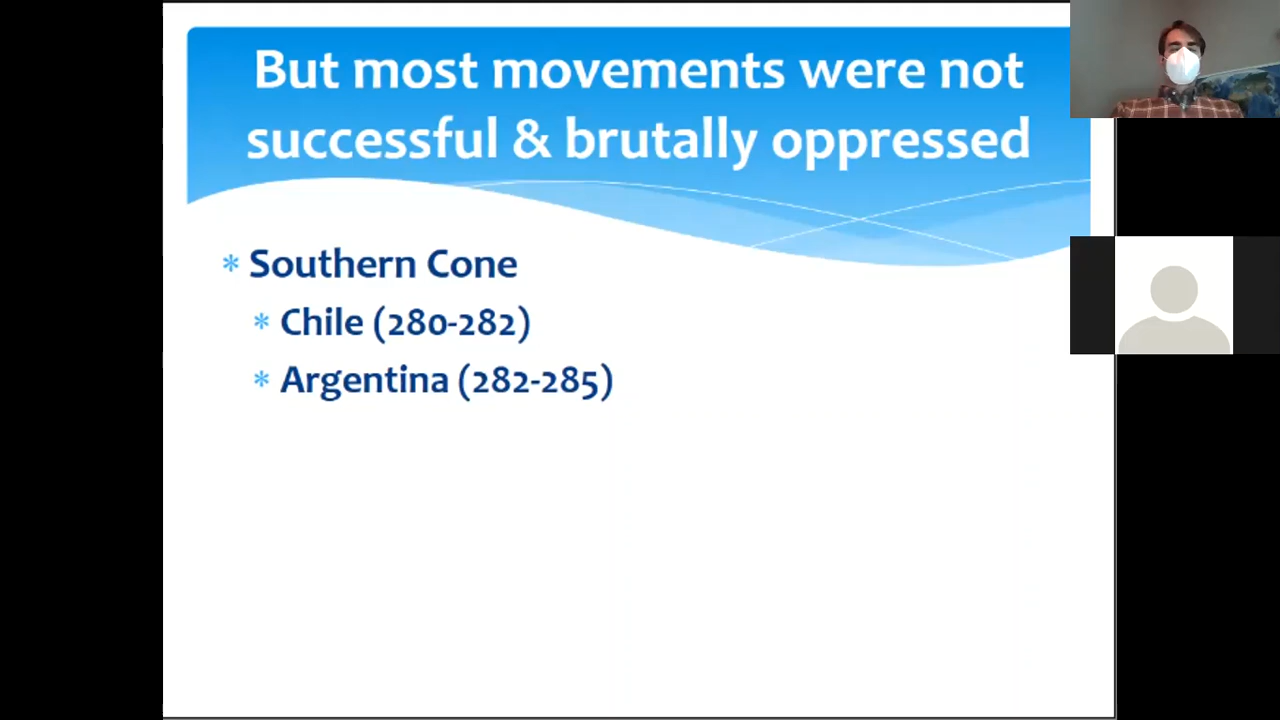 But most movements were not
successful & brutally oppressed
* Southern Cone
* Chile (280-282)
* Argentina (282-285)